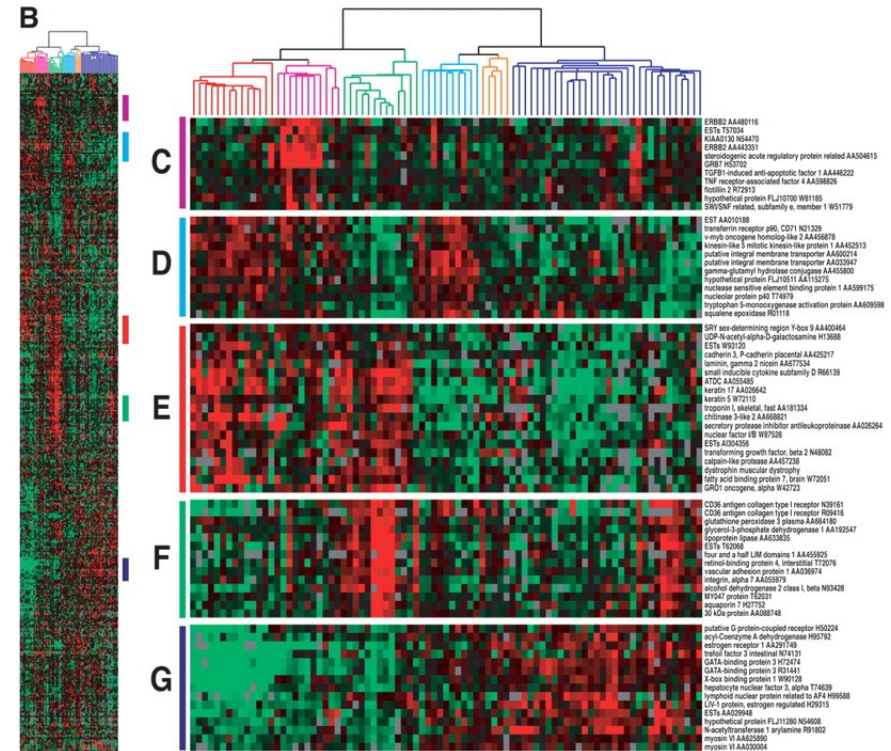 B
C
ERBB2 AA480116
ESTs T57034
KIAA0130 N54470
ERBB2 AA443351
steroidogenic acute regulatory protein related AA504615
GRB7 H53702
TGFB1-induced anti-apoptotic factor 1 AA446222
TNF receptor-associated factor 4 AA598826
flotillin 2 R72913
hypothetical protein FLJ10700 W81185
SWI/SNF related, subfamily e, member 1 W51779
D
EST AA010188
transferrin receptor p90, CD71 N21329
v-myb oncogene homolog-like 2 AA456878
kinesin-like 5 mitotic kinesin-like protein 1 AA452513
putative integral membrane transporter AA600214
putative integral membrane transporter AA033947
gamma-glutamyl hydrolase conjugase AA455800
hypothetical protein FLJ10511 AA115275
nuclease sensitive element binding protein 1 AA599175
nucleolar protein p40 T74979
tryptophan 5-monooxygenase activation protein AA609598
squalene epoxidase R01118
E
SRY sex-determining region Y-box 9 AA400464
UDP-N-acetyl-alpha-D-galactosamine H13688
ESTs W93120
cadherin 3, P-cadherin placental AA425217
laminin, gamma 2 nicein AA677534
small inducible cytokine subfamily D R66139
ATDC AA055485
keratin 17 AA026642
keratin 5 W72110
troponin I, skeletal, fast AA181334
chitinase 3-like 2 AA668821
secretory protease inhibitor antileukoproteinase AA026264
nuclear factor I/B W87528
ESTs AI304356
transforming growth factor, beta 2 N48082
calpain-like protease AA457238
dystrophin muscular dystrophy
fatty acid binding protein 7, brain W72051
GRO1 oncogene, alpha W42723
F
CD36 antigen collagen type I receptor N39161
CD36 antigen collagen type I receptor R09416
glutathione peroxidase 3 plasma AA664180
glycerol-3-phosphate dehydrogenase 1 AA192547
lipoprotein lipase AA633835
ESTs T62068
four and a half LIM domains 1 AA455925
retinol-binding protein 4, interstitial T72076
vascular adhesion protein 1 AA036974
integrin, alpha 7 AA055979
alcohol dehydrogenase 2 class I, beta N93428
MY047 protein T62031
aquaporin 7 H27752
30 kDa protein AA088748
G
putative G protein-coupled receptor H50224
acyl-Coenzyme A dehydrogenase H95792
estrogen receptor 1 AA291749
trefoil factor 3 intestinal N74131
GATA-binding protein 3 H72474
GATA-binding protein 3 R31441
X-box binding protein 1 W90128
hepatocyte nuclear factor 3, alpha T74639
lymphoid nuclear protein related to AF4 H99588
LIV-1 protein, estrogen regulated H29315
ESTs AA029948
hypothetical protein FLJ11280 N54608
N-acetyltransferase 1 arylamine R91802
myosin VI AA625890
myosin VI AA030004